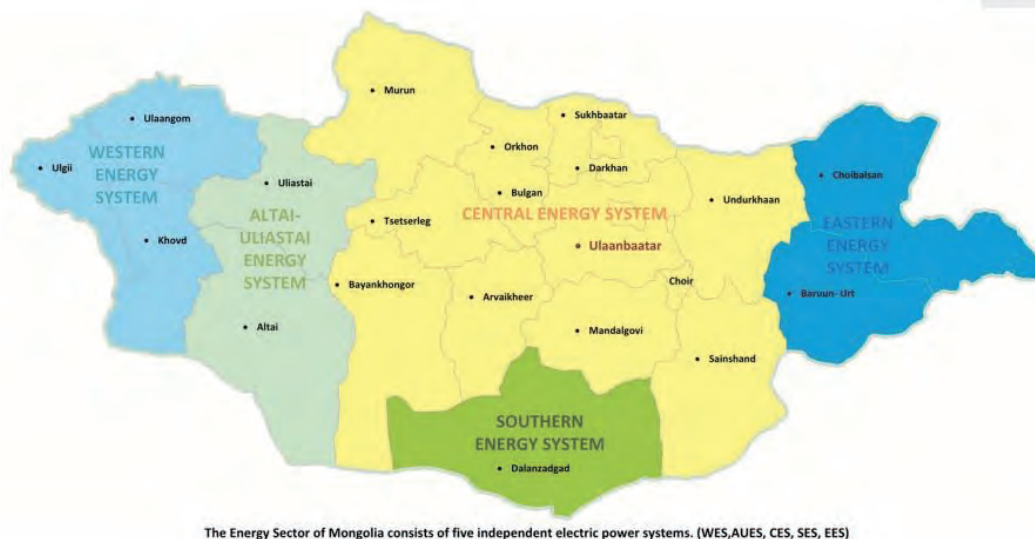 Murun
Sukhbaatar
Ulaangom
Orkhon
WESTERN
ENERGY
SYSTEM
Ulgii
Darkhan
Choibalsan
Uliastai
Bulgan
Undurkhaan
Tsetserleg
CENTRAL ENERGY SYSTEM
ALTAI-
ULIASTAI
ENERGY
SYSTEM
EASTERN
ENERGY
SYSTEM
Khovd
Ulaanbaatar
Bayankhongor
Choir
Arvaikheer
Baruun- Urt
Altai
Mandalgovi
Sainshand
SOUTHERN
ENERGY SYSTEM
Dalanzadgad
The Energy Sector of Mongolia consists of five independent electric power systems. (WES,AUES, CES, SES, EES)